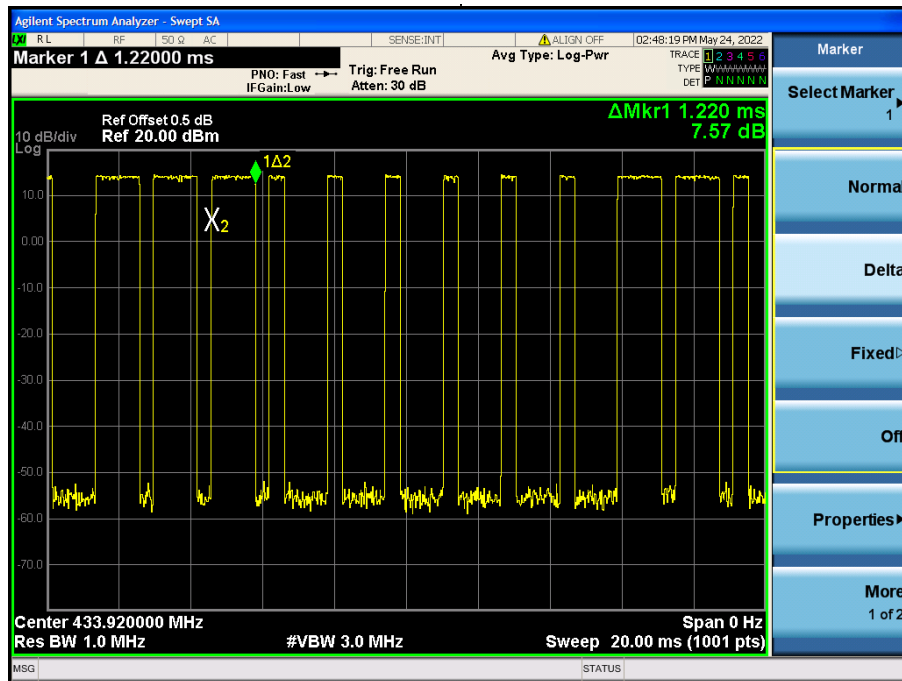 Agilent Spectrum Analyzer - Swept SA
LXI RL RF 50 Ω AC SENSE:INT ALIGN OFF 02:48:19 PM May 24, 2022
Marker 1 Δ 1.22000 ms
PNO: Fast
IFGain:Low
Trig: Free Run
Atten: 30 dB
Avg Type: Log-Pwr
TRACE 1 2 3 4 5 6
TYPE WWWWWW
DET P N N N N N
ΔMkr1 1.220 ms
7.57 dB
Ref Offset 0.5 dB
10 dB/div Ref 20.00 dBm
Log
1Δ2
10.0
X2
0.00
-10.0
-20.0
-30.0
-40.0
-50.0
-60.0
-70.0
Center 433.920000 MHz Span 0 Hz
Res BW 1.0 MHz #VBW 3.0 MHz Sweep 20.00 ms (1001 pts)
MSG STATUS
Marker
Select Marker
1
Normal
Delta
Fixed
Off
Properties
More
1 of 2